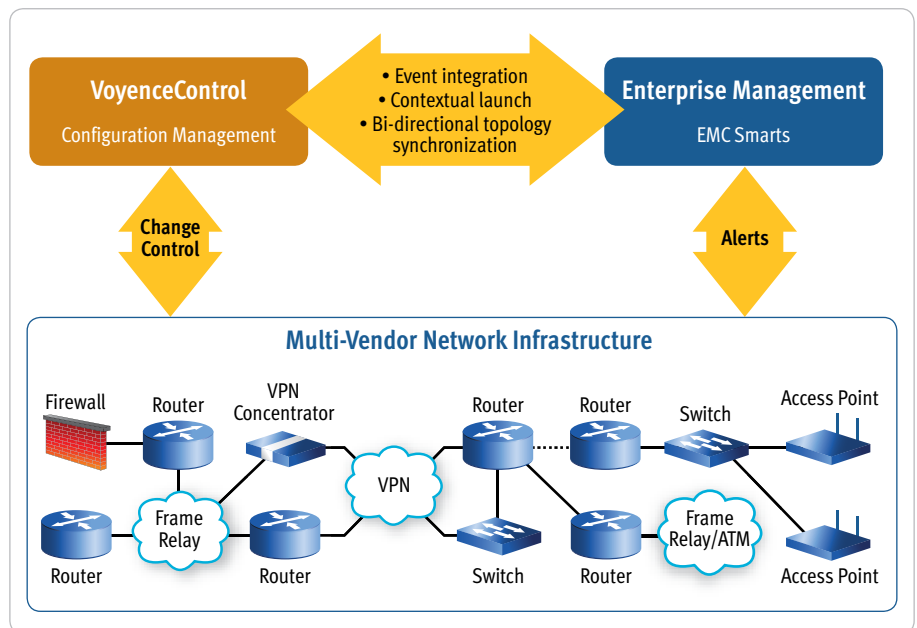 VoyenceControl
Configuration Management
• Event integration
• Contextual launch
• Bi-directional topology
synchronization
Enterprise Management
EMC Smarts
Change
Control
Alerts
Multi-Vendor Network Infrastructure
Firewall
Router
VPN
Concentrator
Router
Router
Switch
Access Point
VPN
Frame
Relay
Frame
Relay/ATM
Router
Router
Switch
Router
Access Point